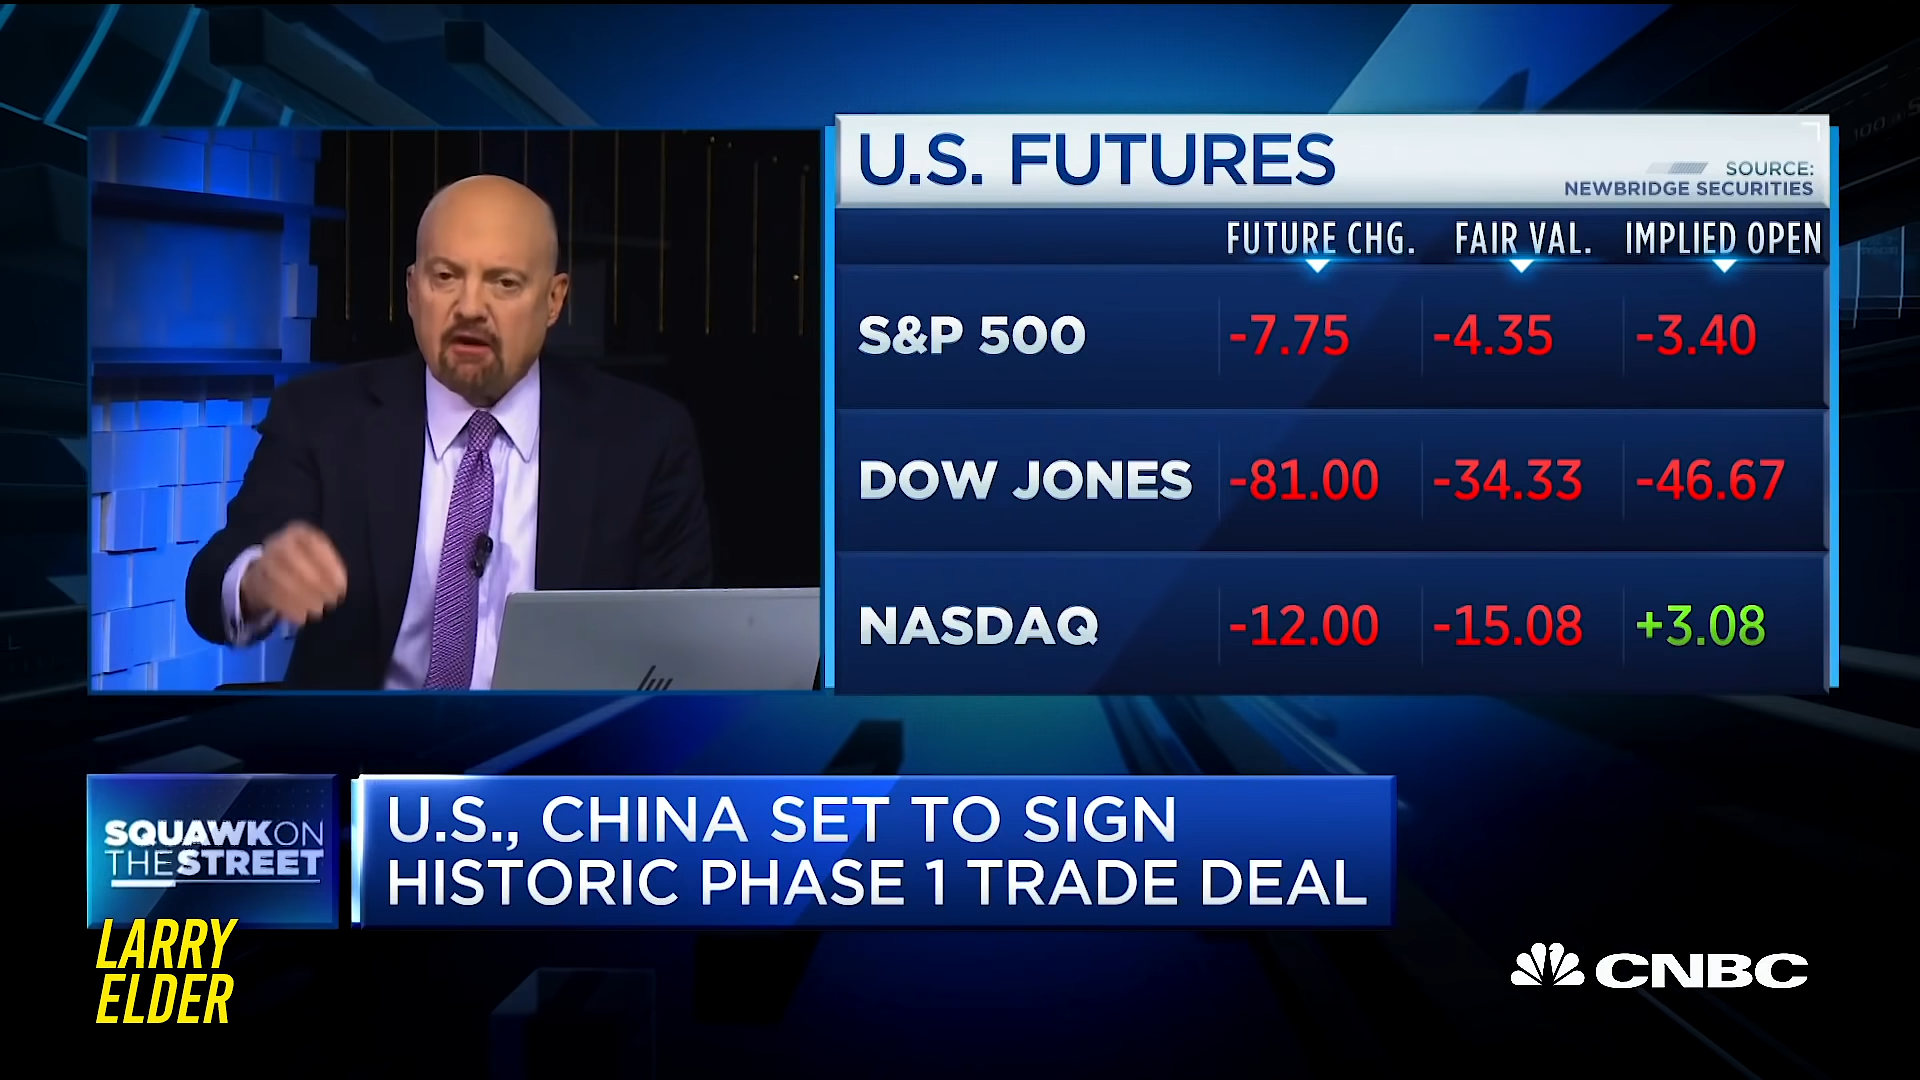 U.S. FUTURES
SOURCE:
NEWBRIDGE SECURITIES
FUTURE CHG. FAIR VAL. IMPLIED OPEN
S&P 500 -7.75 -4.35 -3.40
DOW JONES -81.00 -34.33 -46.67
NASDAQ -12.00 -15.08 +3.08
hp
SQUAWK ON
THE STREET
U.S., CHINA SET TO SIGN
HISTORIC PHASE 1 TRADE DEAL
LARRY
ELDER
CNBC